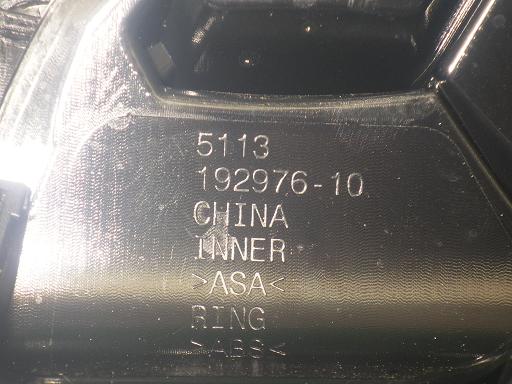 5113
192976-10
CHINA
INNER
>ASA<
RING
>ABS<